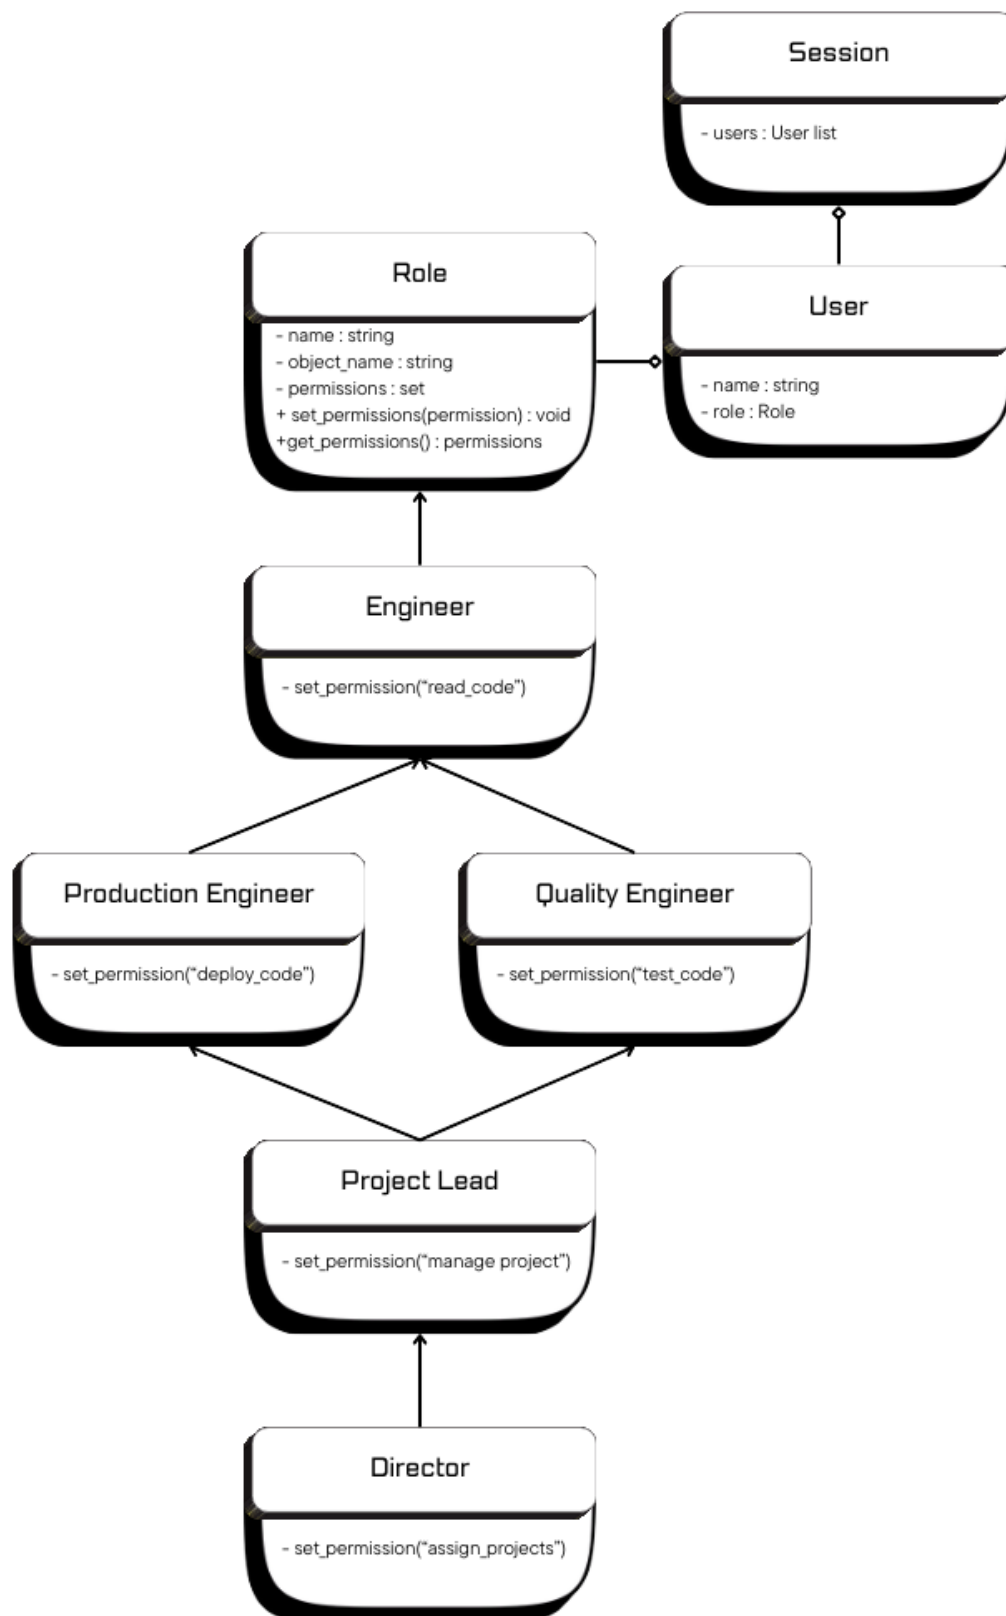 Session
- users : User list
Role
- name : string
- object_name : string
- permissions : set
+ set_permissions(permission) : void
+get_permissions() : permissions
User
- name : string
- role : Role
Engineer
- set_permission(“read_code”)
Production Engineer
- set_permission(“deploy_code”)
Quality Engineer
- set_permission(“test_code”)
Project Lead
- set_permission(“manage project”)
Director
- set_permission(“assign_projects”)